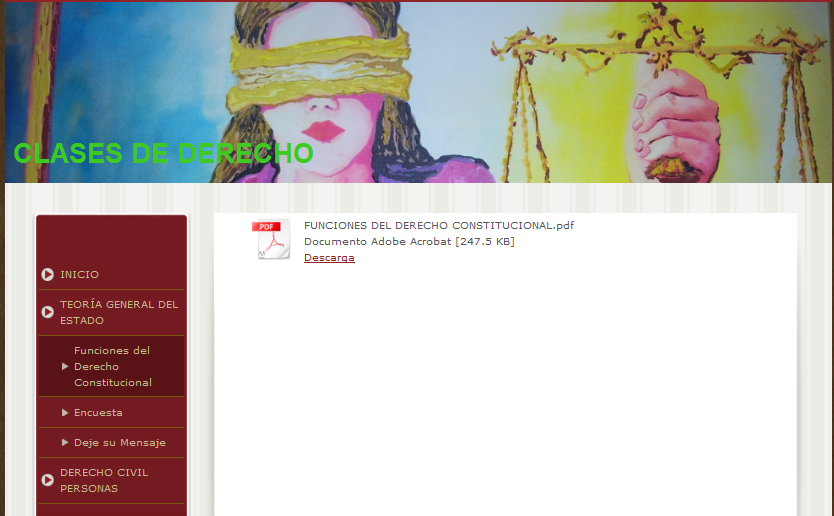 CLASES DE DERECHO
PDF
FUNCIONES DEL DERECHO CONSTITUCIONAL.pdf
Documento Adobe Acrobat [247.5 KB]
Descarga
INICIO
TEORÍA GENERAL DEL
ESTADO
Funciones del
Derecho
Constitucional
Encuesta
Deje su Mensaje
DERECHO CIVIL
PERSONAS